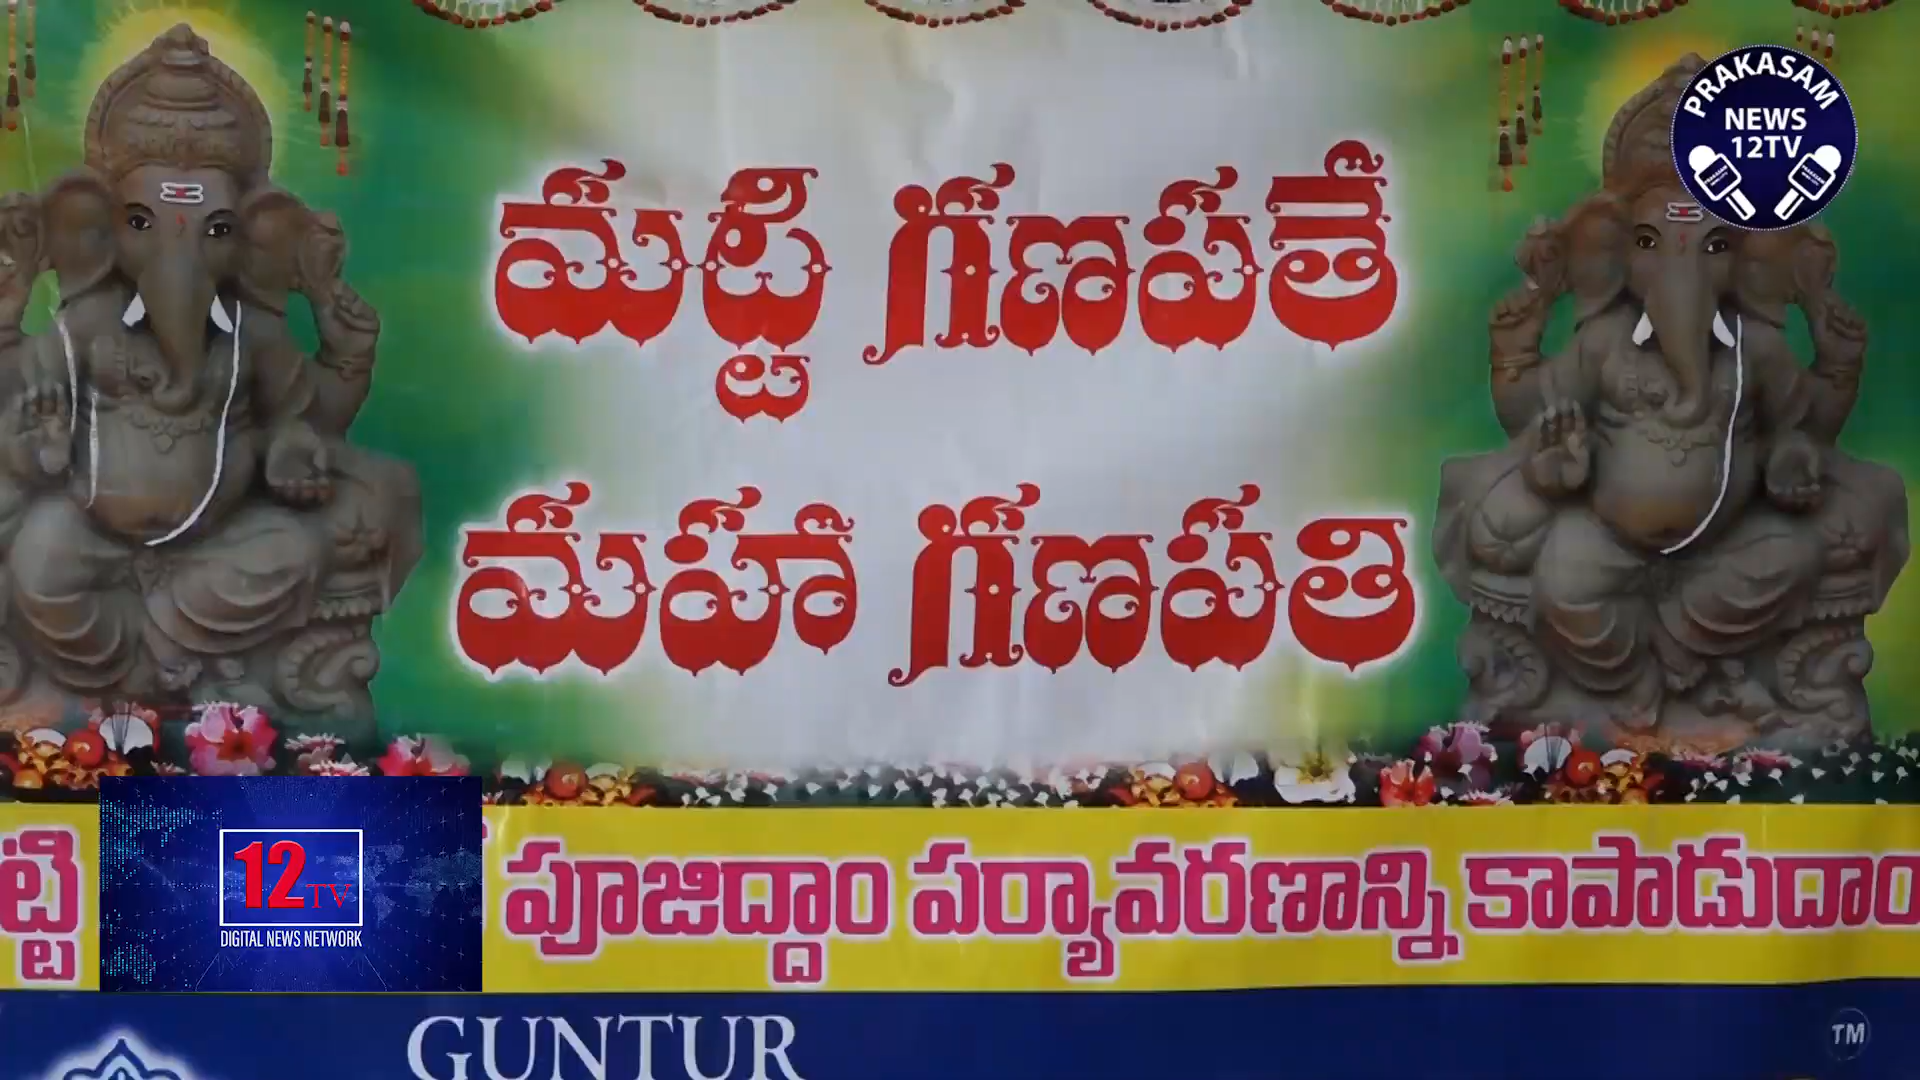 PRAKASAM
NEWS
12TV
మట్టి గణపతే
మహా గణపతి
పూజిద్దాం పర్యావరణాన్ని కాపాడుదాం
12TV
DIGITAL NEWS NETWORK
GUNTUR
TM